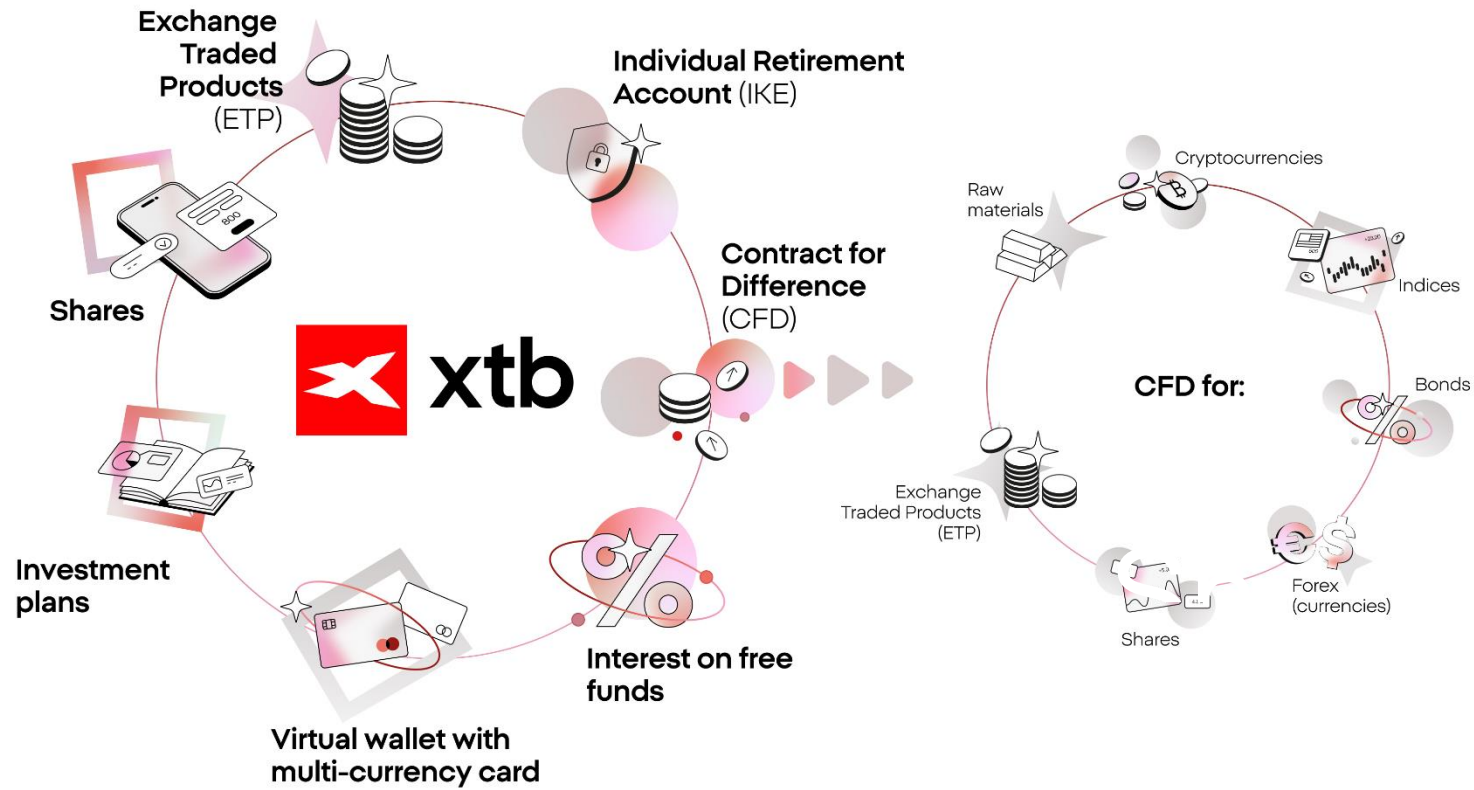 Exchange
Traded
Products
(ETP)
Individual Retirement
Account (IKE)
Shares
800
Contract for
Difference
(CFD)
xtb
Investment
plans
Interest on free
funds
Virtual wallet with
multi-currency card
Cryptocurrencies
Raw
materials
Indices
CFD for:
Bonds
Exchange
Traded Products
(ETP)
Forex
(currencies)
Shares